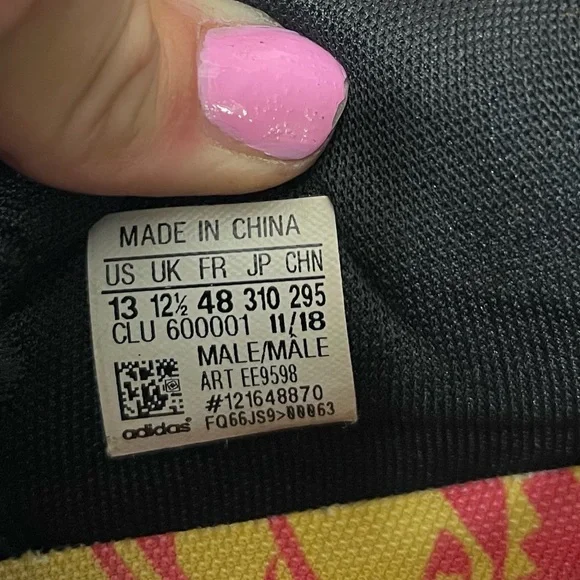 MADE IN CHINA
US UK FR JP CHN
13 12½ 48 310 295
CLU 600001 11/18
MALE/MÂLE
ART EE9598
#121648870
FQ66JS9>00063
adidas